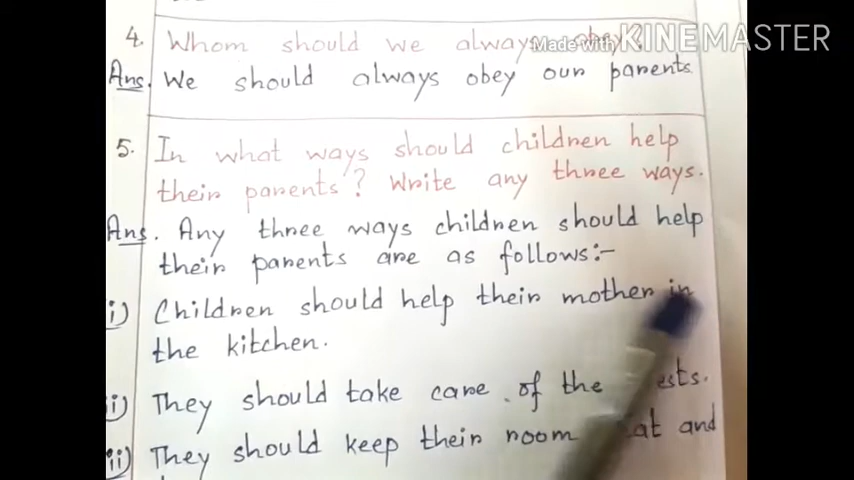 4. Whom should we always obey?
Made with KINEMASTER
Ans. We should always obey our parents
5. In what ways should children help
their parents? Write any three ways.
Ans. Any three ways children should help
their parents are as follows:-
i) Children should help their mother in
the kitchen.
ii) They should take care of the
iii) They should keep their room and